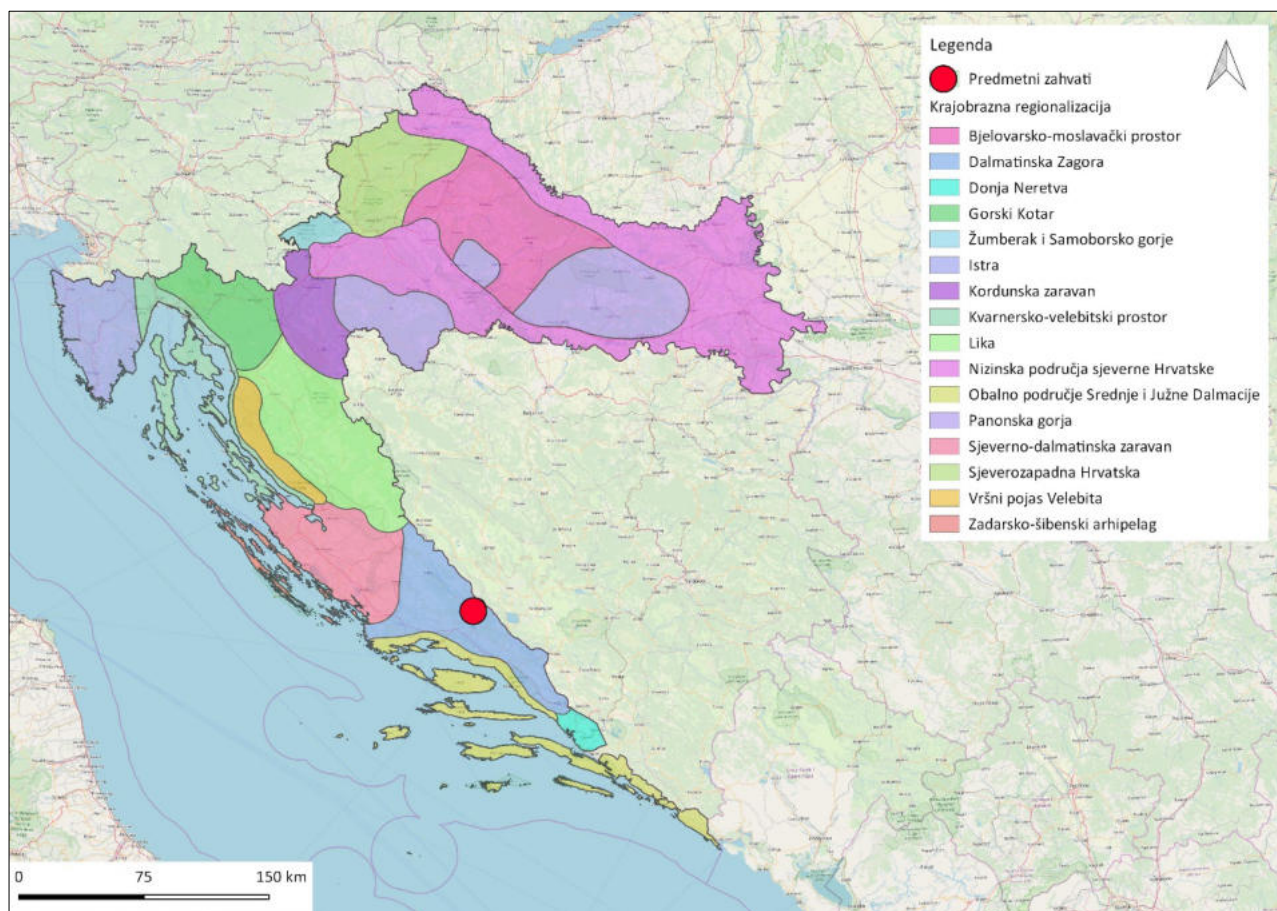 Legenda
Predmetni zahvati
Krajobrazna regionalizacija
Bjelovarsko-moslavački prostor
Dalmatinska Zagora
Donja Neretva
Gorski Kotar
Žumberak i Samoborsko gorje
Istra
Kordunska zaravan
Kvarnersko-velebitski prostor
Lika
Nizinska područja sjeverne Hrvatske
Obalno područje Srednje i Južne Dalmacije
Panonska gorja
Sjeverno-dalmatinska zaravan
Sjeverozapadna Hrvatska
Vršni pojas Velebita
Zadarsko-šibenski arhipelag
0 75 150 km